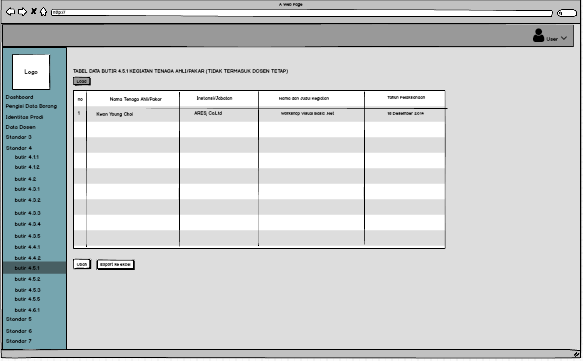 A Web Page
http://
User
Logo
TABEL DATA BUTIR 4.5.1 KEGIATAN TENAGA AHLI/PAKAR (TIDAK TERMASUK DOSEN TETAP)
no
Nama Tenaga Ahli/Pakar
Instansi/Jabatan
Nama dan Judul Kegiatan
Tahun Pelaksanaan
1
Kwon Young Choi
ARES, Co.Ltd
Workshop Visual Basic .Net
18 Desember 2014
Export ke excel
Dashboard
Pengisi Data Borang
Identitas Prodi
Data Dosen
Standar 3
Standar 4
butir 4.1.1
butir 4.1.2
butir 4.2
butir 4.3.1
butir 4.3.2
butir 4.3.3
butir 4.3.4
butir 4.3.5
butir 4.4.1
butir 4.4.2
butir 4.5.1
butir 4.5.2
butir 4.5.3
butir 4.5.5
butir 4.6.1
Standar 5
Standar 6
Standar 7